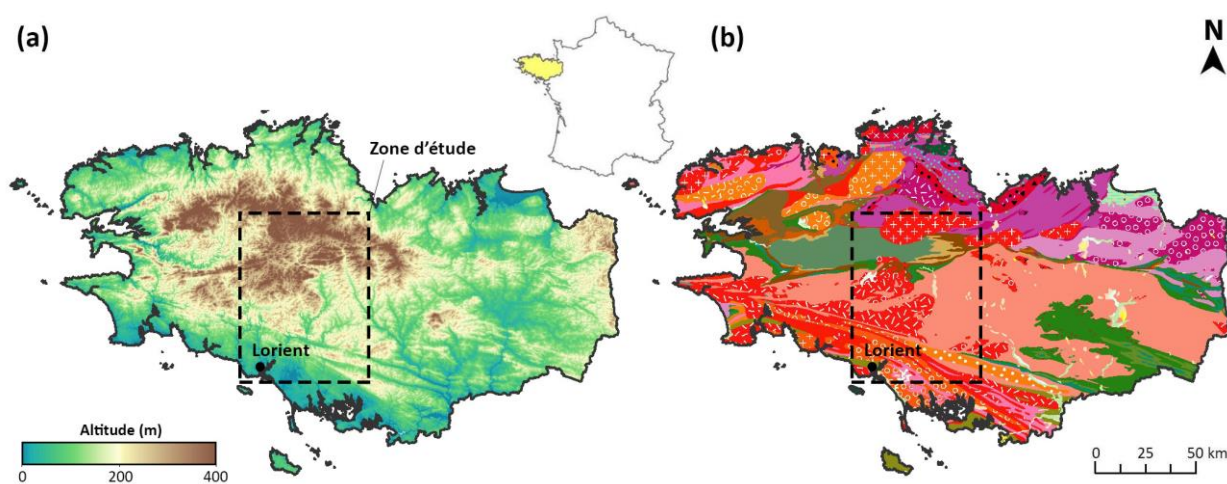 (a)
(b)
N
Zone d'étude
Lorient
Lorient
Altitude (m)
0 200 400
0 25 50 km